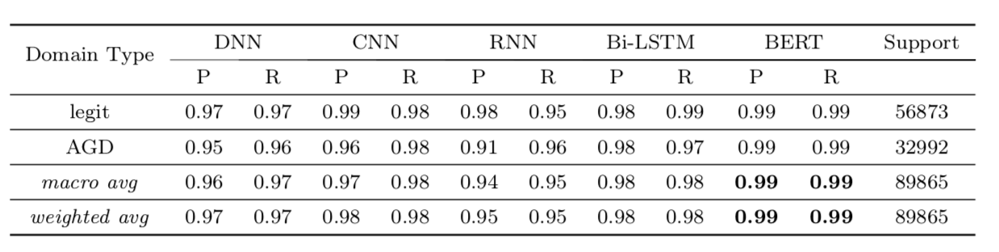 Domain Type DNN CNN RNN Bi-LSTM BERT Support
P R P R P R P R P R
legit 0.97 0.97 0.99 0.98 0.98 0.95 0.98 0.99 0.99 0.99 56873
AGD 0.95 0.96 0.96 0.98 0.91 0.96 0.98 0.97 0.99 0.99 32992
macro avg 0.96 0.97 0.97 0.98 0.94 0.95 0.98 0.98 0.99 0.99 89865
weighted avg 0.97 0.97 0.98 0.98 0.95 0.95 0.98 0.98 0.99 0.99 89865